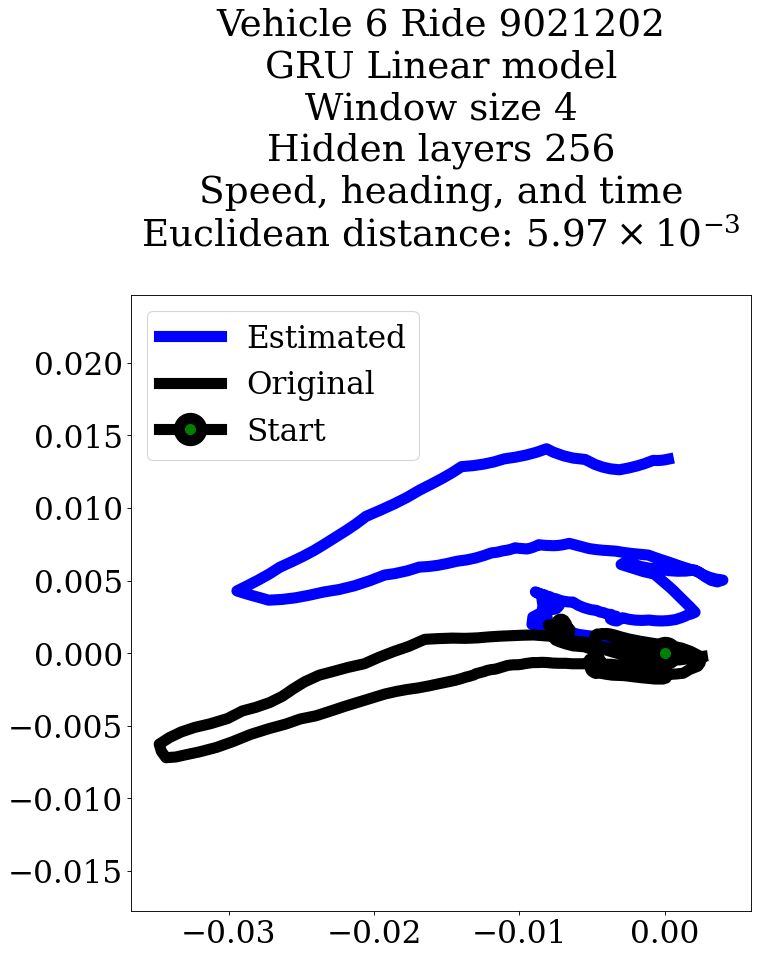 Vehicle 6 Ride 9021202
GRU Linear model
Window size 4
Hidden layers 256
Speed, heading, and time
Euclidean distance: 5.97 × 10⁻³
Estimated
Original
Start
0.020
0.015
0.010
0.005
0.000
−0.005
−0.010
−0.015
−0.03 −0.02 −0.01 0.00